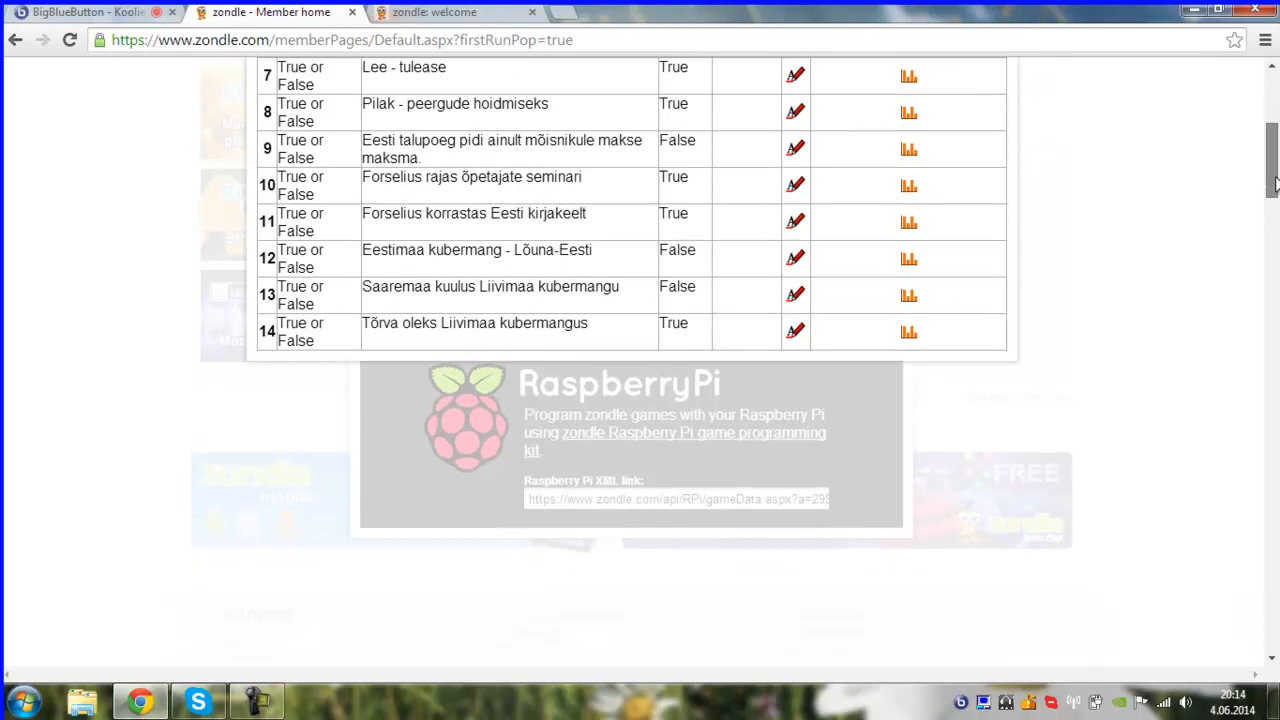 BigBlueButton - Koolie
zondle - Member home
zondle: welcome
https://www.zondle.com/memberPages/Default.aspx?firstRunPop=true
7 True or False Lee - tulease True
8 True or False Pilak - peergude hoidmiseks True
9 True or False Eesti talupoeg pidi ainult mõisnikule makse maksma. False
10 True or False Forselius rajas õpetajate seminari True
11 True or False Forselius korrastas Eesti kirjakeelt True
12 True or False Eestimaa kubermang - Lõuna-Eesti False
13 True or False Saaremaa kuulus Liivimaa kubermangu False
14 True or False Tõrva oleks Liivimaa kubermangus True
RaspberryPi
Program zondle games with your Raspberry Pi
using zondle Raspberry Pi game programming
kit.
Raspberry Pi XML link:
https://www.zondle.com/api/RPi/gameData.aspx?a=299
zondle
FREE
zondle
20:14
4.06.2014